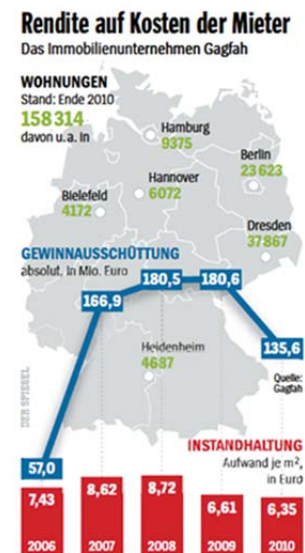 Rendite auf Kosten der Mieter
Das Immobilienunternehmen Gagfah
WOHNUNGEN
Stand: Ende 2010
158 314
davon u. a. in
Hamburg
9375
Berlin
23 623
Hannover
6072
Bielefeld
4172
Dresden
37 867
GEWINNAUSSCHÜTTUNG
absolut, in Mio. Euro
180,5
180,6
166,9
135,6
Heidenheim
4687
Quelle:
Gagfah
DER SPIEGEL
57,0
INSTANDHALTUNG
Aufwand je m²,
in Euro
7,43
8,62
8,72
6,61
6,35
2006
2007
2008
2009
2010